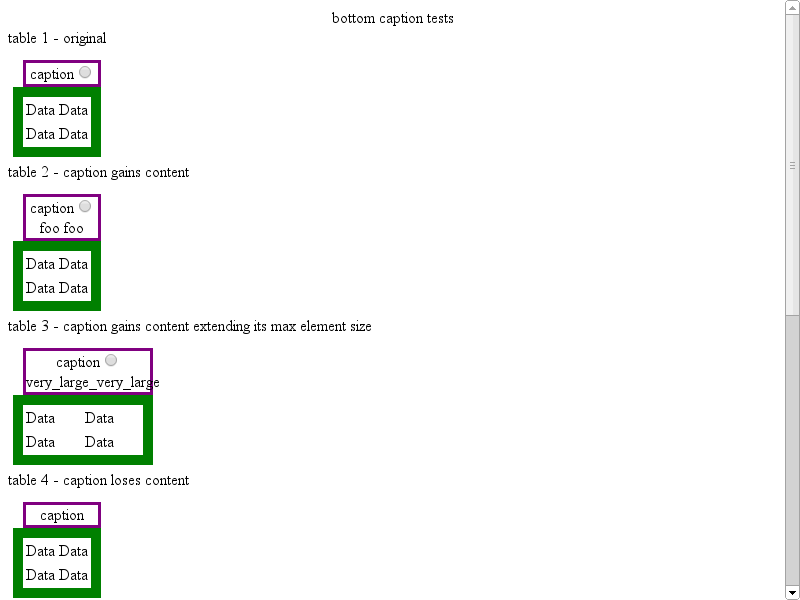 bottom caption tests
table 1 - original
caption
Data Data
Data Data
table 2 - caption gains content
caption
foo foo
Data Data
Data Data
table 3 - caption gains content extending its max element size
caption
very_large_very_large
Data Data
Data Data
table 4 - caption loses content
caption
Data Data
Data Data